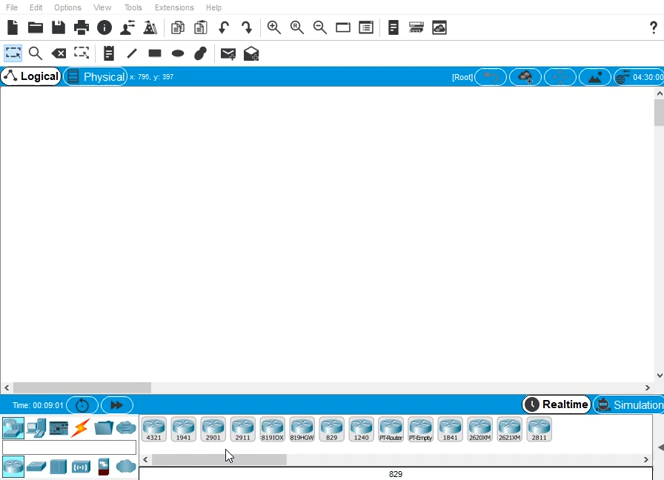 File Edit Options View Tools Extensions Help
?
Logical Physical x: 795, y: 397 [Root] 04:30:00
Time: 00:09:01 Realtime Simulation
4321 1941 2901 2911 819IOX 819HGW 829 1240 PT-Router PT-Empty 1841 2620XM 2621XM 2811
829